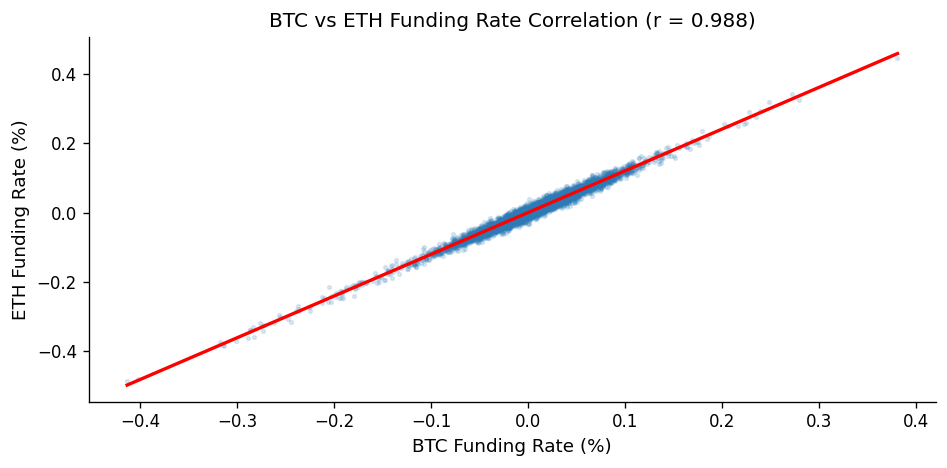 BTC vs ETH Funding Rate Correlation (r = 0.988)
ETH Funding Rate (%)
0.4
0.2
0.0
−0.2
−0.4
−0.4 −0.3 −0.2 −0.1 0.0 0.1 0.2 0.3 0.4
BTC Funding Rate (%)